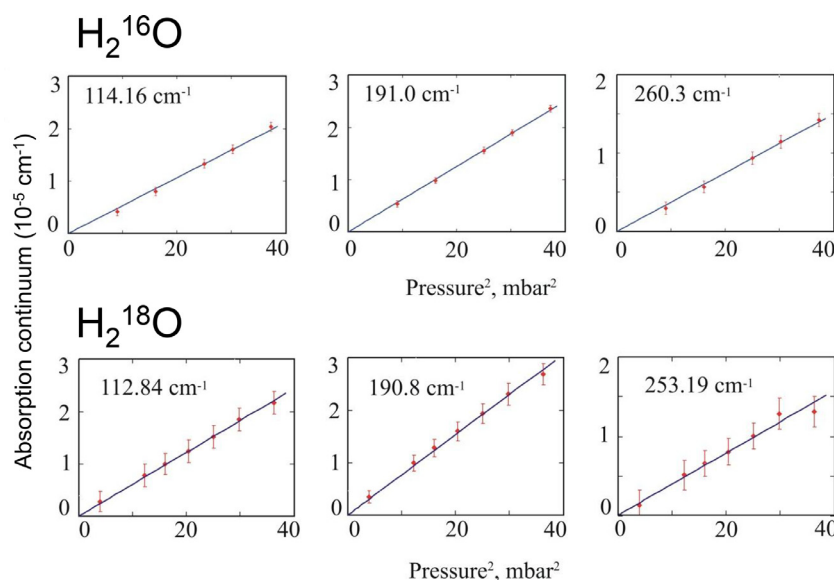 H₂¹⁶O
Absorption continuum (10⁻⁵ cm⁻¹)
114.16 cm⁻¹
3
2
1
0
0 20 40
191.0 cm⁻¹
3
2
1
0
0 20 40
260.3 cm⁻¹
2
1
0
0 20 40
Pressure², mbar²
H₂¹⁸O
112.84 cm⁻¹
3
2
1
0
0 20 40
190.8 cm⁻¹
3
2
1
0
0 20 40
253.19 cm⁻¹
2
1
0
0 20 40
Pressure², mbar²